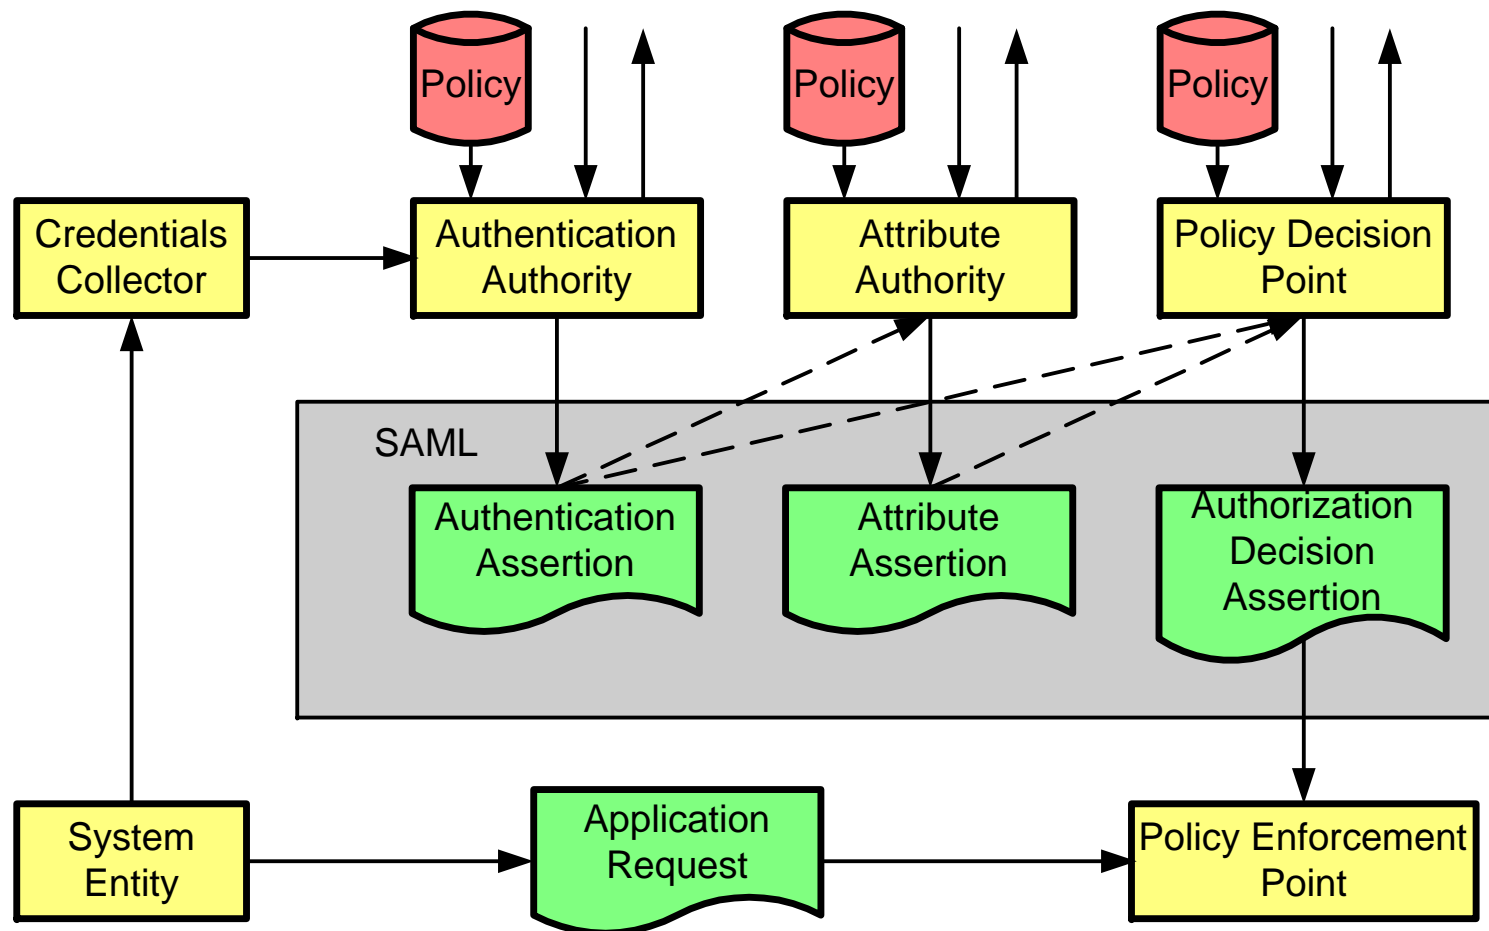 Policy
Policy
Policy
Credentials
Collector
Authentication
Authority
Attribute
Authority
Policy Decision
Point
SAML
Authentication
Assertion
Attribute
Assertion
Authorization
Decision
Assertion
System
Entity
Application
Request
Policy Enforcement
Point